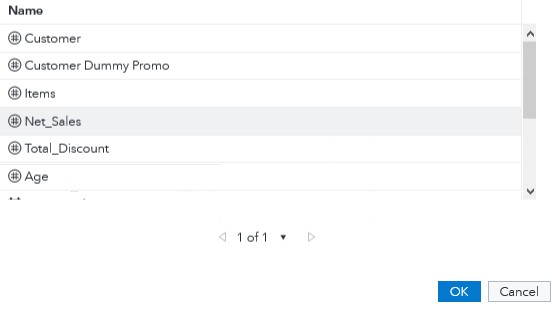 Name
Customer
Customer Dummy Promo
Items
Net_Sales
Total_Discount
Age
1 of 1
OK
Cancel